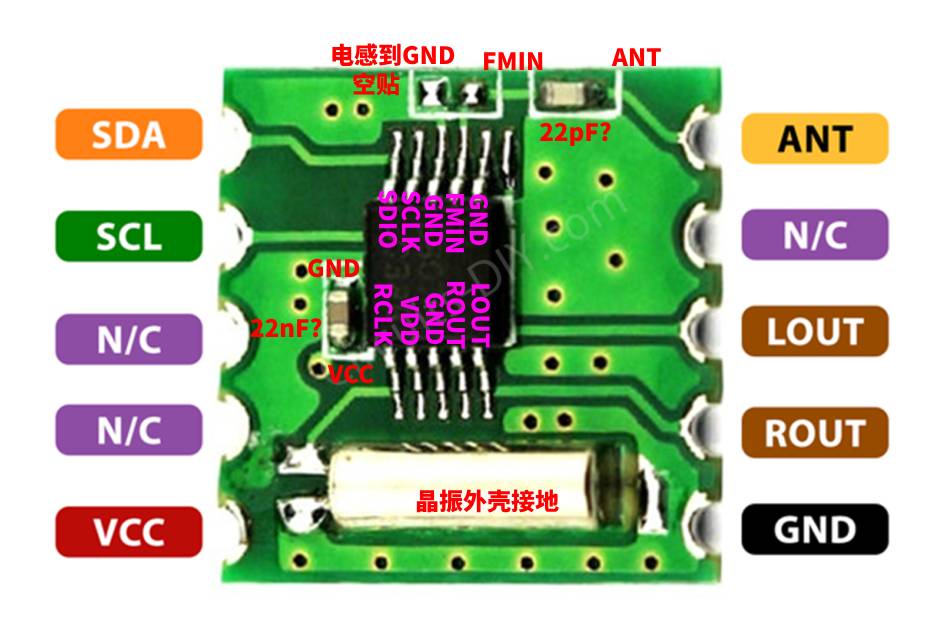 电感到GND
空贴
FMIN
ANT
22pF?
SDA
ANT
SDIO
SCLK
GND
FMIN
GND
SCL
N/C
GND
22nF?
VCC
RCLK
VDD
GND
ROUT
LOUT
N/C
LOUT
N/C
ROUT
晶振外壳接地
VCC
GND